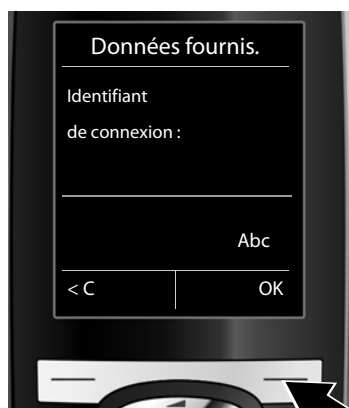 Données fournis.
Identifiant
de connexion :
Abc
< C OK